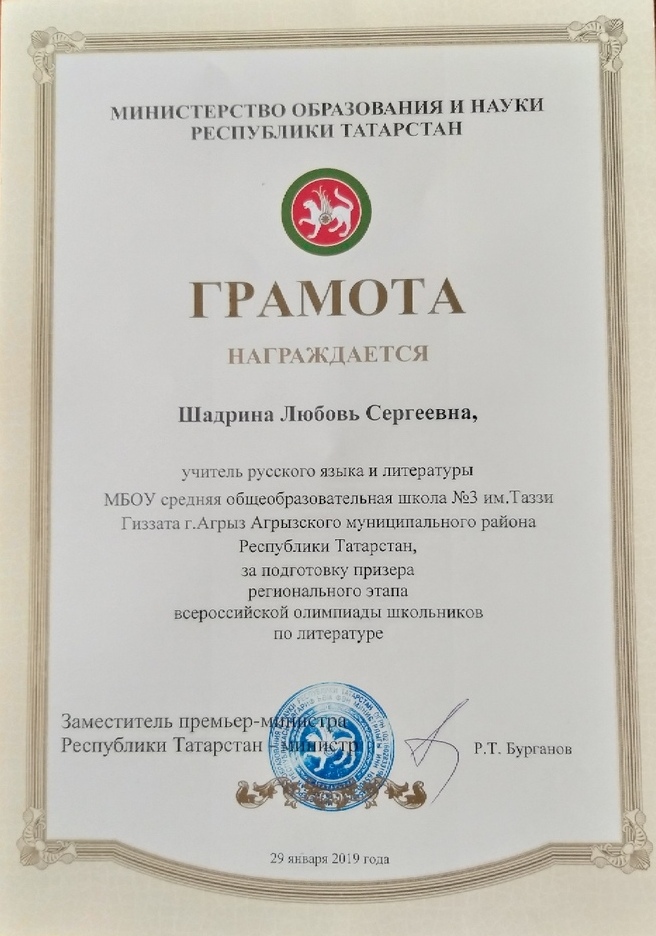 МИНИСТЕРСТВО ОБРАЗОВАНИЯ И НАУКИ
РЕСПУБЛИКИ ТАТАРСТАН
ГРАМОТА
НАГРАЖДАЕТСЯ
Шадрина Любовь Сергеевна,
учитель русского языка и литературы
МБОУ средняя общеобразовательная школа №3 им.Таззи
Гиззата г.Агрыз Агрызского муниципального района
Республики Татарстан,
за подготовку призера
регионального этапа
всероссийской олимпиады школьников
по литературе
Заместитель премьер-министра
Республики Татарстан министр
Р.Т. Бурганов
29 января 2019 года